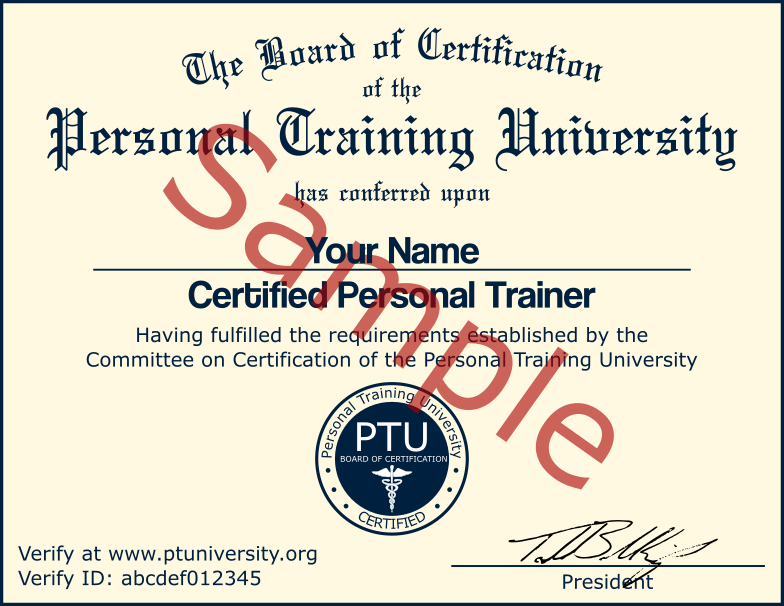 The Board of Certification
of the
Personal Training University
has conferred upon
Your Name
Certified Personal Trainer
Having fulfilled the requirements established by the
Committee on Certification of the Personal Training University
Sample
Personal Training University
PTU
BOARD OF CERTIFICATION
CERTIFIED
Verify at www.ptuniversity.org
Verify ID: abcdef012345
President